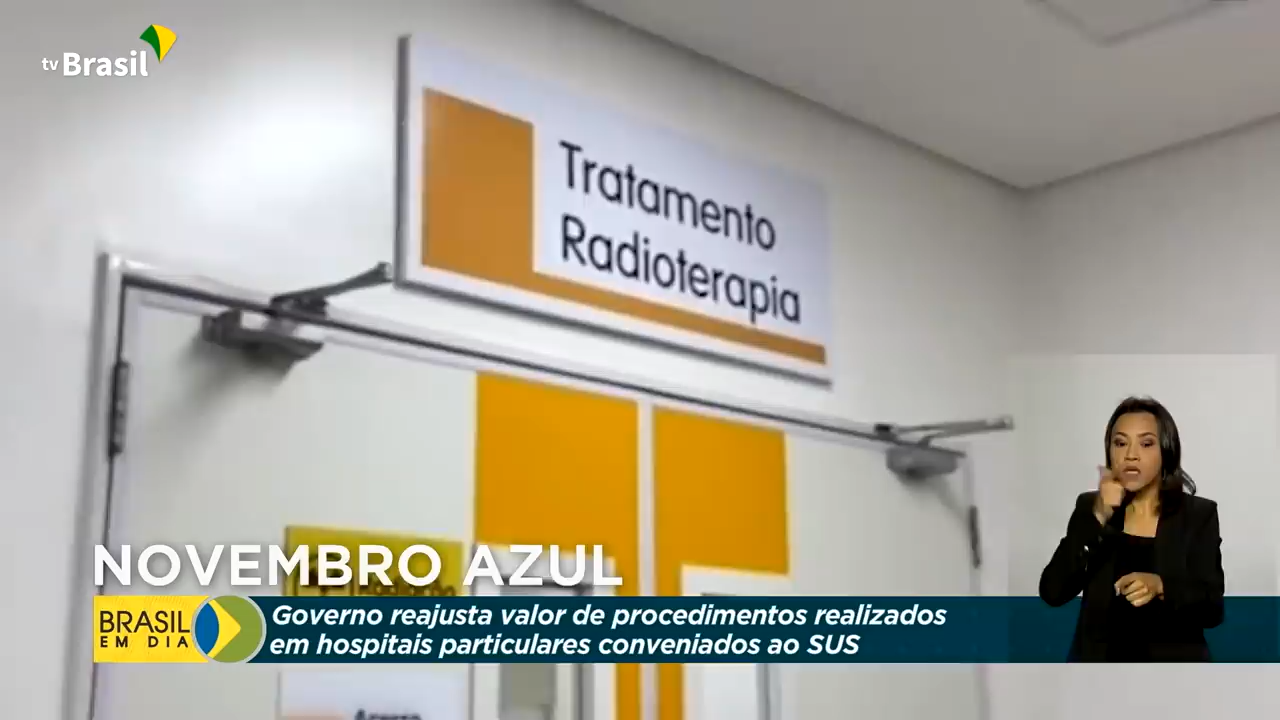 tv Brasil
Tratamento
Radioterapia
NOVEMBRO AZUL
BRASIL
EM DIA
Governo reajusta valor de procedimentos realizados
em hospitais particulares conveniados ao SUS